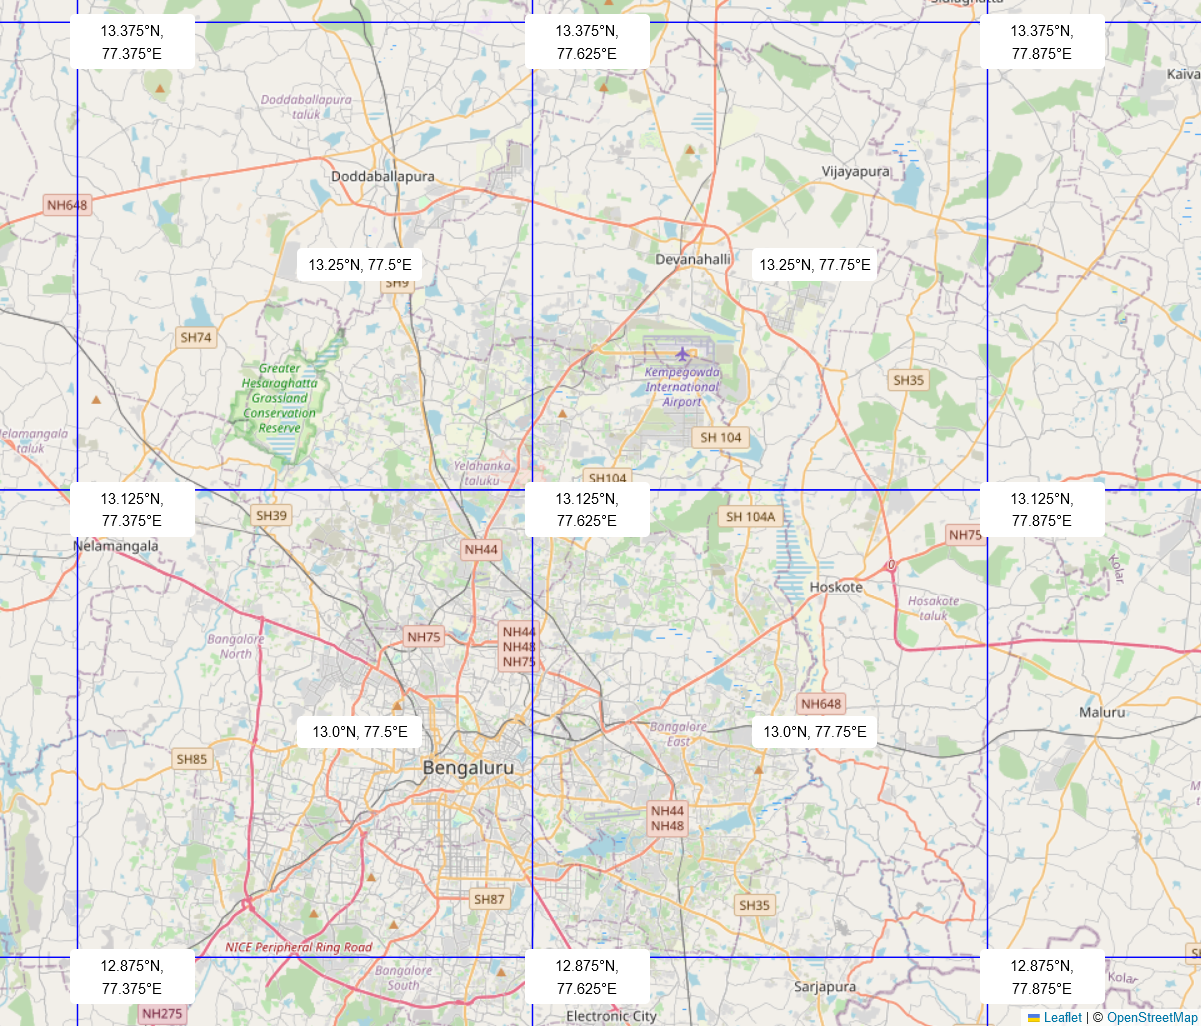 13.375°N,
77.375°E
13.375°N,
77.625°E
13.375°N,
77.875°E
Kaiva
Doddaballapura
taluk
Doddaballapura
Vijayapura
NH648
Devanahalli
13.25°N, 77.5°E
13.25°N, 77.75°E
SH9
SH74
Greater
Hesaraghatta
Grassland
Conservation
Reserve
Kempegowda
International
Airport
SH35
elamangala
taluk
SH 104
Yelahanka
taluku
SH104
13.125°N,
77.375°E
13.125°N,
77.625°E
13.125°N,
77.875°E
SH39
SH 104A
NH75
Nelamangala
NH44
0
Kolar
Hoskote
Hosakote
taluk
Bangalore
North
NH75
NH44
NH48
NH75
NH648
Maluru
13.0°N, 77.5°E
Bangalore
East
13.0°N, 77.75°E
SH85
Bengaluru
M
NH44
NH48
SH87
SH35
NICE Peripheral Ring Road
12.875°N,
77.375°E
12.875°N,
77.625°E
12.875°N,
77.875°E
Bangalore
South
Kolar
Sarjapura
NH275
Electronic City
Leaflet | © OpenStreetMap